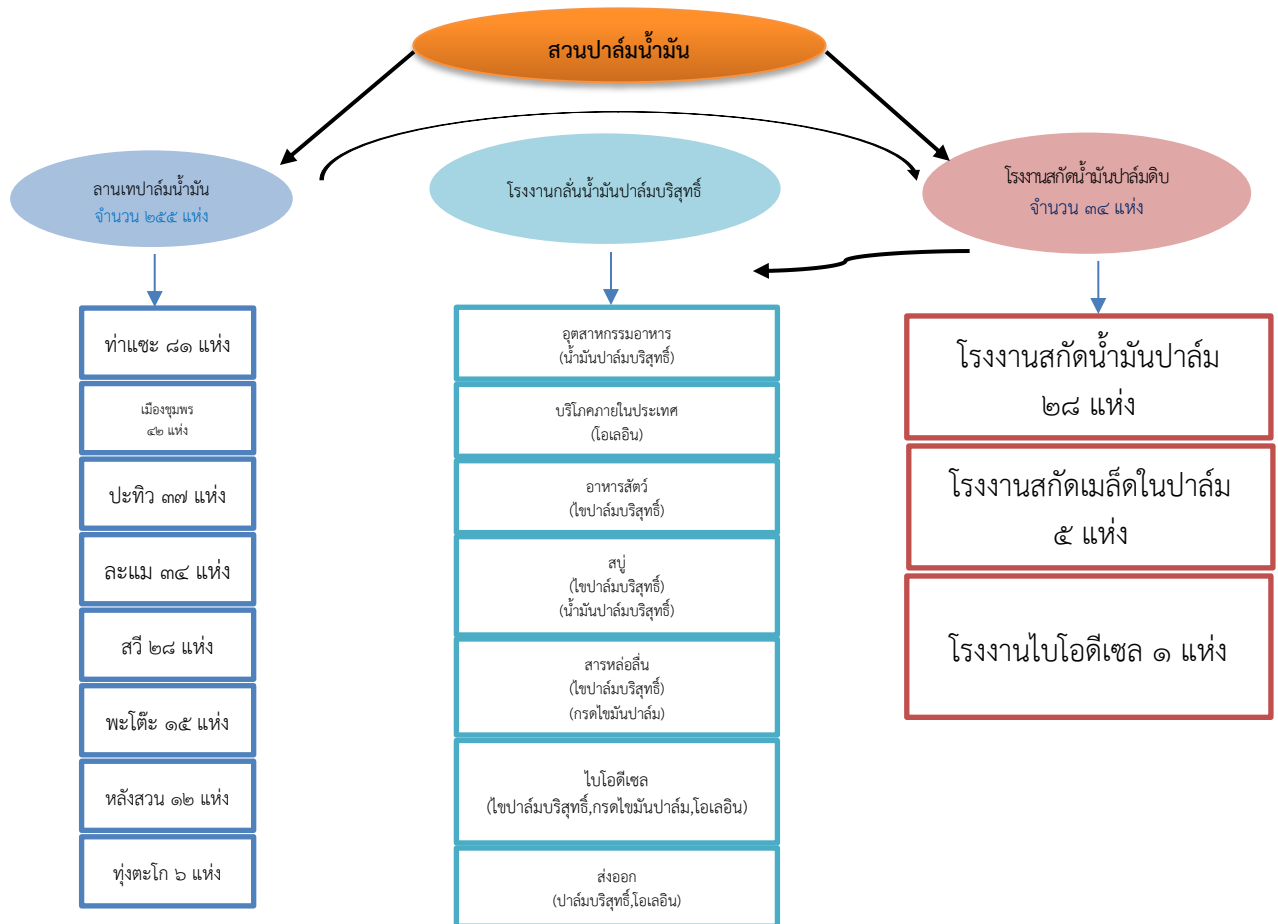 สวนปาล์มน้ำมัน
ลานเทปาล์มน้ำมัน
จำนวน ๒๕๕ แห่ง
โรงงานกลั่นน้ำมันปาล์มบริสุทธิ์
โรงงานสกัดน้ำมันปาล์มดิบ
จำนวน ๓๔ แห่ง
ท่าแซะ ๘๑ แห่ง
เมืองชุมพร
๔๒ แห่ง
ปะทิว ๓๗ แห่ง
ละแม ๓๔ แห่ง
สวี ๒๘ แห่ง
พะโต๊ะ ๑๕ แห่ง
หลังสวน ๑๒ แห่ง
ทุ่งตะโก ๖ แห่ง
อุตสาหกรรมอาหาร
(น้ำมันปาล์มบริสุทธิ์)
บริโภคภายในประเทศ
(โอเลอิน)
อาหารสัตว์
(ไขปาล์มบริสุทธิ์)
สบู่
(ไขปาล์มบริสุทธิ์)
(น้ำมันปาล์มบริสุทธิ์)
สารหล่อลื่น
(ไขปาล์มบริสุทธิ์)
(กรดไขมันปาล์ม)
ไบโอดีเซล
(ไขปาล์มบริสุทธิ์,กรดไขมันปาล์ม,โอเลอิน)
ส่งออก
(ปาล์มบริสุทธิ์,โอเลอิน)
โรงงานสกัดน้ำมันปาล์ม
๒๘ แห่ง
โรงงานสกัดเมล็ดในปาล์ม
๕ แห่ง
โรงงานไบโอดีเซล ๑ แห่ง